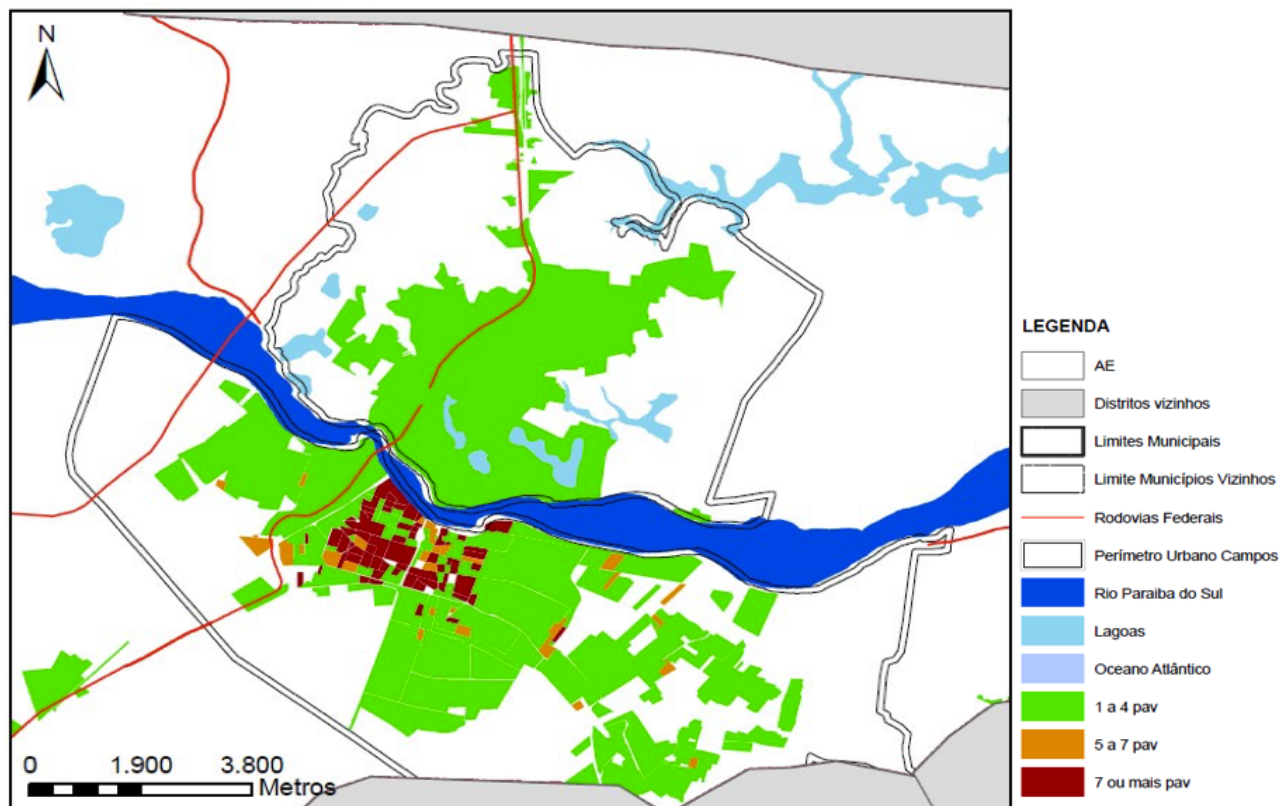 N
0 1.900 3.800
Metros
LEGENDA
AE
Distritos vizinhos
Limites Municipais
Limite Municípios Vizinhos
Rodovias Federais
Perímetro Urbano Campos
Rio Paraiba do Sul
Lagoas
Oceano Atlântico
1 a 4 pav
5 a 7 pav
7 ou mais pav